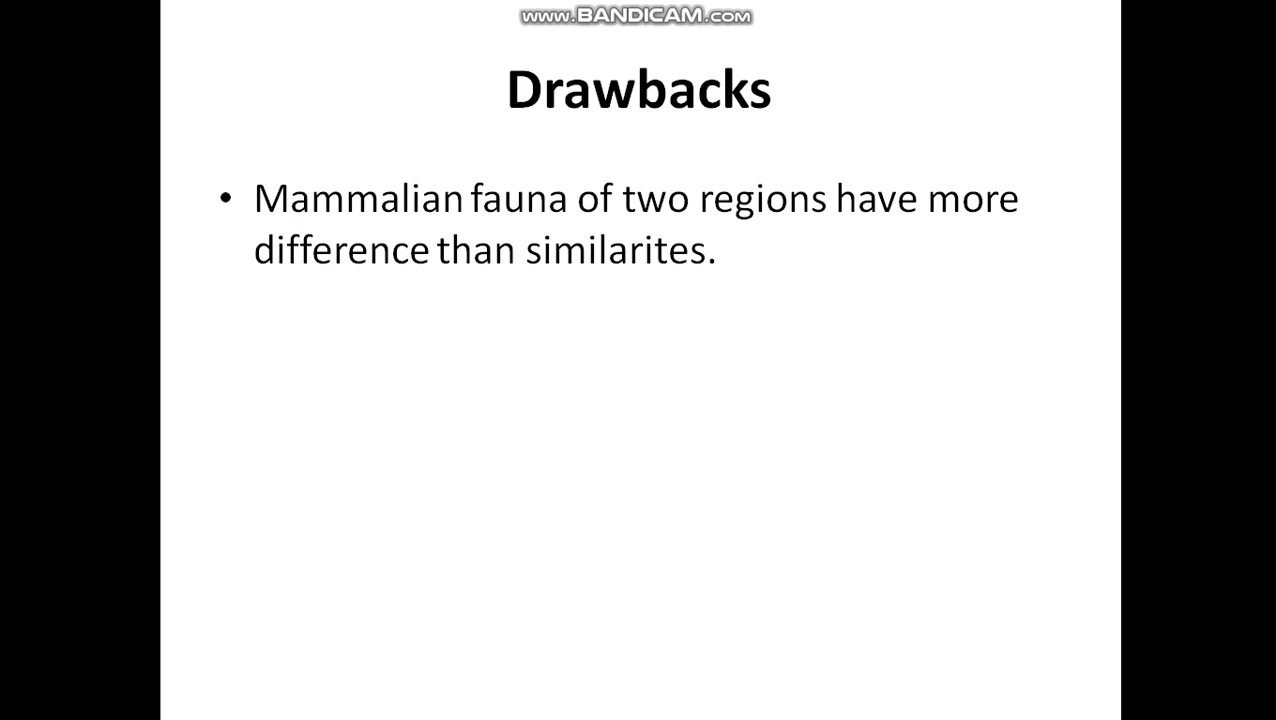 www.BANDICAM.com
Drawbacks
• Mammalian fauna of two regions have more
difference than similarites.